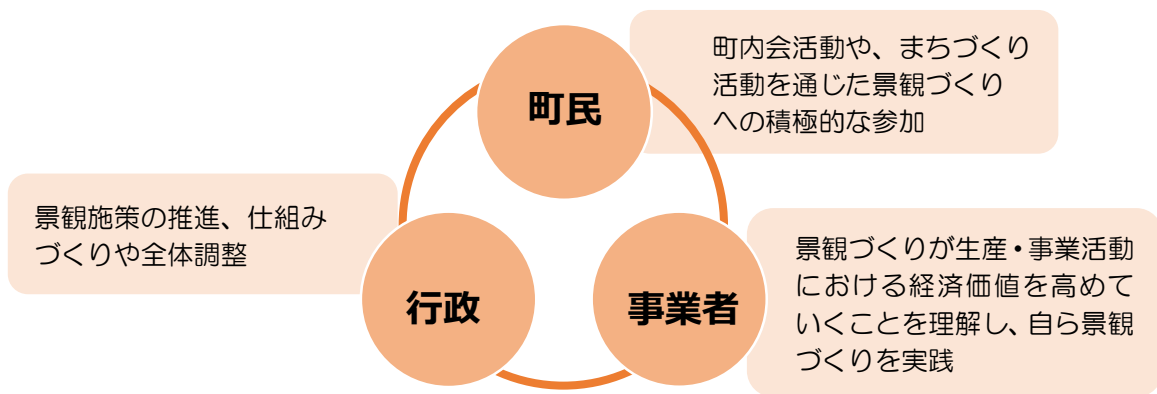 町民
町内会活動や、まちづくり
活動を通じた景観づくり
への積極的な参加
行政
景観施策の推進、仕組み
づくりや全体調整
事業者
景観づくりが生産・事業活動
における経済価値を高めて
いくことを理解し、自ら景観
づくりを実践